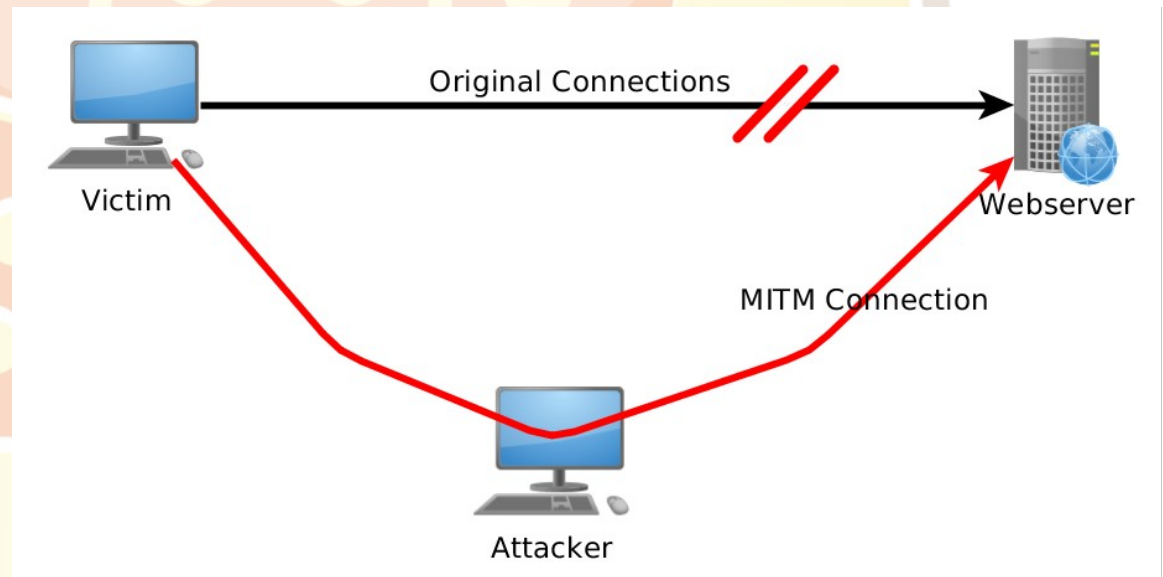 Original Connections
Victim
Webserver
MITM Connection
Attacker